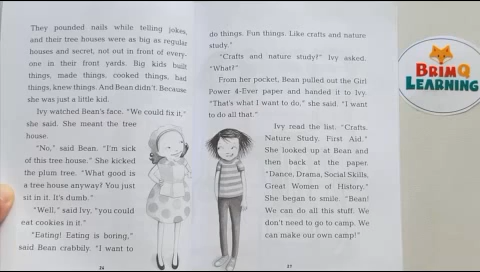 They pounded nails while telling jokes,
and their tree houses were as big as regular
houses and secret, not out in front of every-
one in their front yards. Big kids built
things, made things, cooked things, had
things, knew things. And Bean didn't. Because
she was just a little kid.
Ivy watched Bean's face. "We could fix it,"
she said. She meant the tree
house.
"No," said Bean. "I'm sick
of this tree house." She kicked
the plum tree. "What good is
a tree house anyway? You just
sit in it. It's dumb."
"Well," said Ivy, "you could
eat cookies in it."
"Eating! Eating is boring,"
said Bean crabbily. "I want to
26
do things. Fun things. Like crafts and nature
study."
"Crafts and nature study?" Ivy asked.
"What?"
From her pocket, Bean pulled out the Girl
Power 4-Ever paper and handed it to Ivy.
"That's what I want to do," she said. "I want
to do all that."
Ivy read the list. "Crafts.
Nature Study. First Aid."
She looked up at Bean and
then back at the paper.
"Dance, Drama, Social Skills,
Great Women of History."
She began to smile. "Bean!
We can do all this stuff. We
don't need to go to camp. We
can make our own camp!"
27
BRIMQ
LEARNING